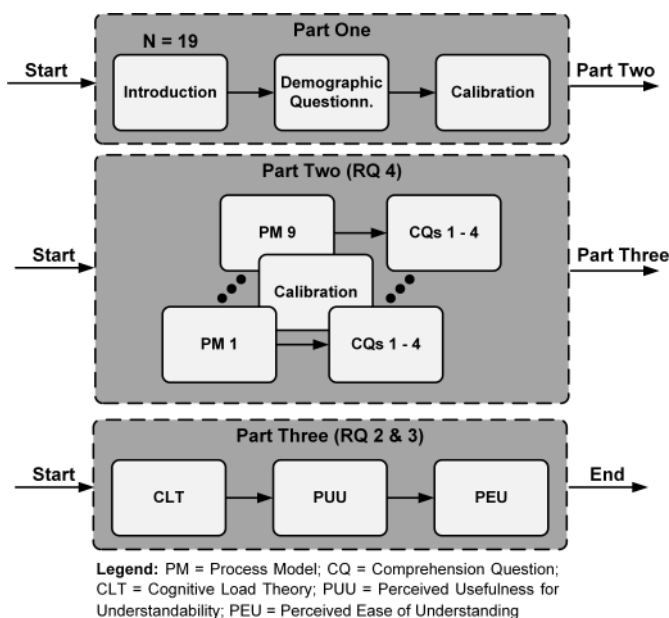 Part One
N = 19
Start
Introduction
Demographic
Questionn.
Calibration
Part Two
Part Two (RQ 4)
PM 9
CQs 1 - 4
Start
Calibration
Part Three
PM 1
CQs 1 - 4
Part Three (RQ 2 & 3)
Start
CLT
PUU
PEU
End
Legend: PM = Process Model; CQ = Comprehension Question;
CLT = Cognitive Load Theory; PUU = Perceived Usefulness for
Understandability; PEU = Perceived Ease of Understanding